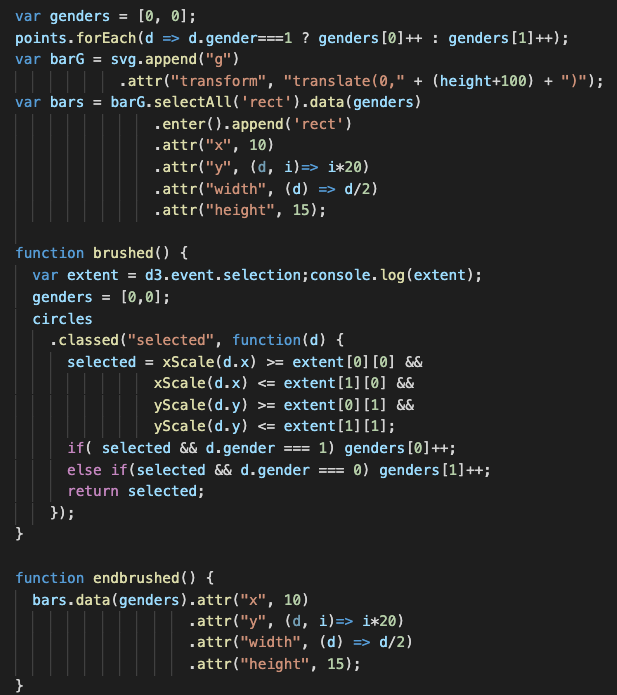 var genders = [0, 0];
points.forEach(d => d.gender===1 ? genders[0]++ : genders[1]++);
var barG = svg.append("g")
.attr("transform", "translate(0," + (height+100) + ")");
var bars = barG.selectAll('rect').data(genders)
.enter().append('rect')
.attr("x", 10)
.attr("y", (d, i)=> i*20)
.attr("width", (d) => d/2)
.attr("height", 15);
function brushed() {
var extent = d3.event.selection;console.log(extent);
genders = [0,0];
circles
.classed("selected", function(d) {
selected = xScale(d.x) >= extent[0][0] &&
xScale(d.x) <= extent[1][0] &&
yScale(d.y) >= extent[0][1] &&
yScale(d.y) <= extent[1][1];
if( selected && d.gender === 1) genders[0]++;
else if(selected && d.gender === 0) genders[1]++;
return selected;
});
}
function endbrushed() {
bars.data(genders).attr("x", 10)
.attr("y", (d, i)=> i*20)
.attr("width", (d) => d/2)
.attr("height", 15);
}